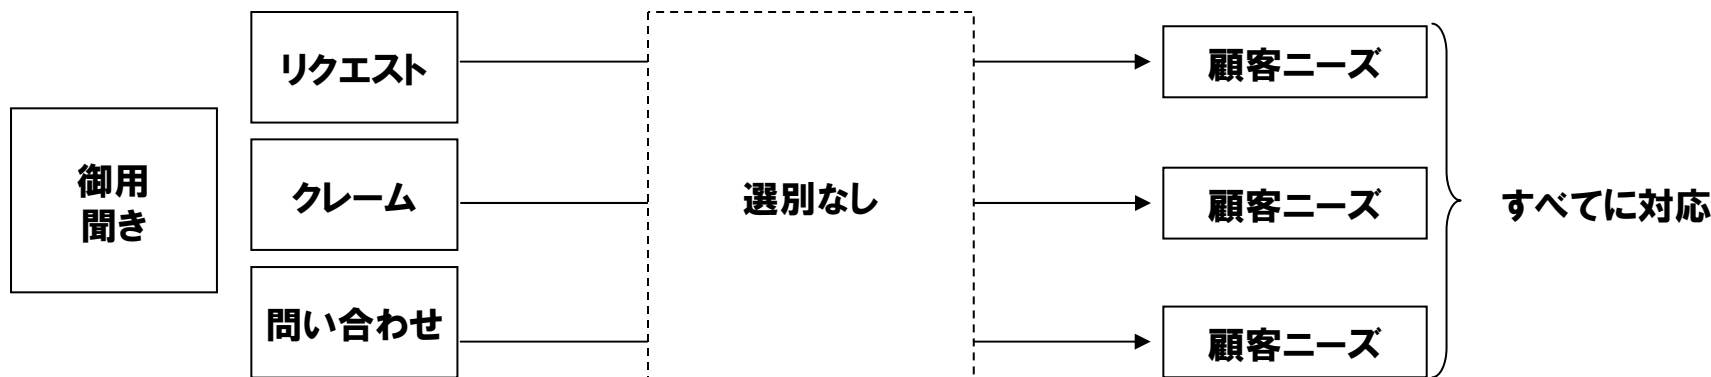 御用
聞き
リクエスト
クレーム
問い合わせ
選別なし
顧客ニーズ
顧客ニーズ
顧客ニーズ
すべてに対応